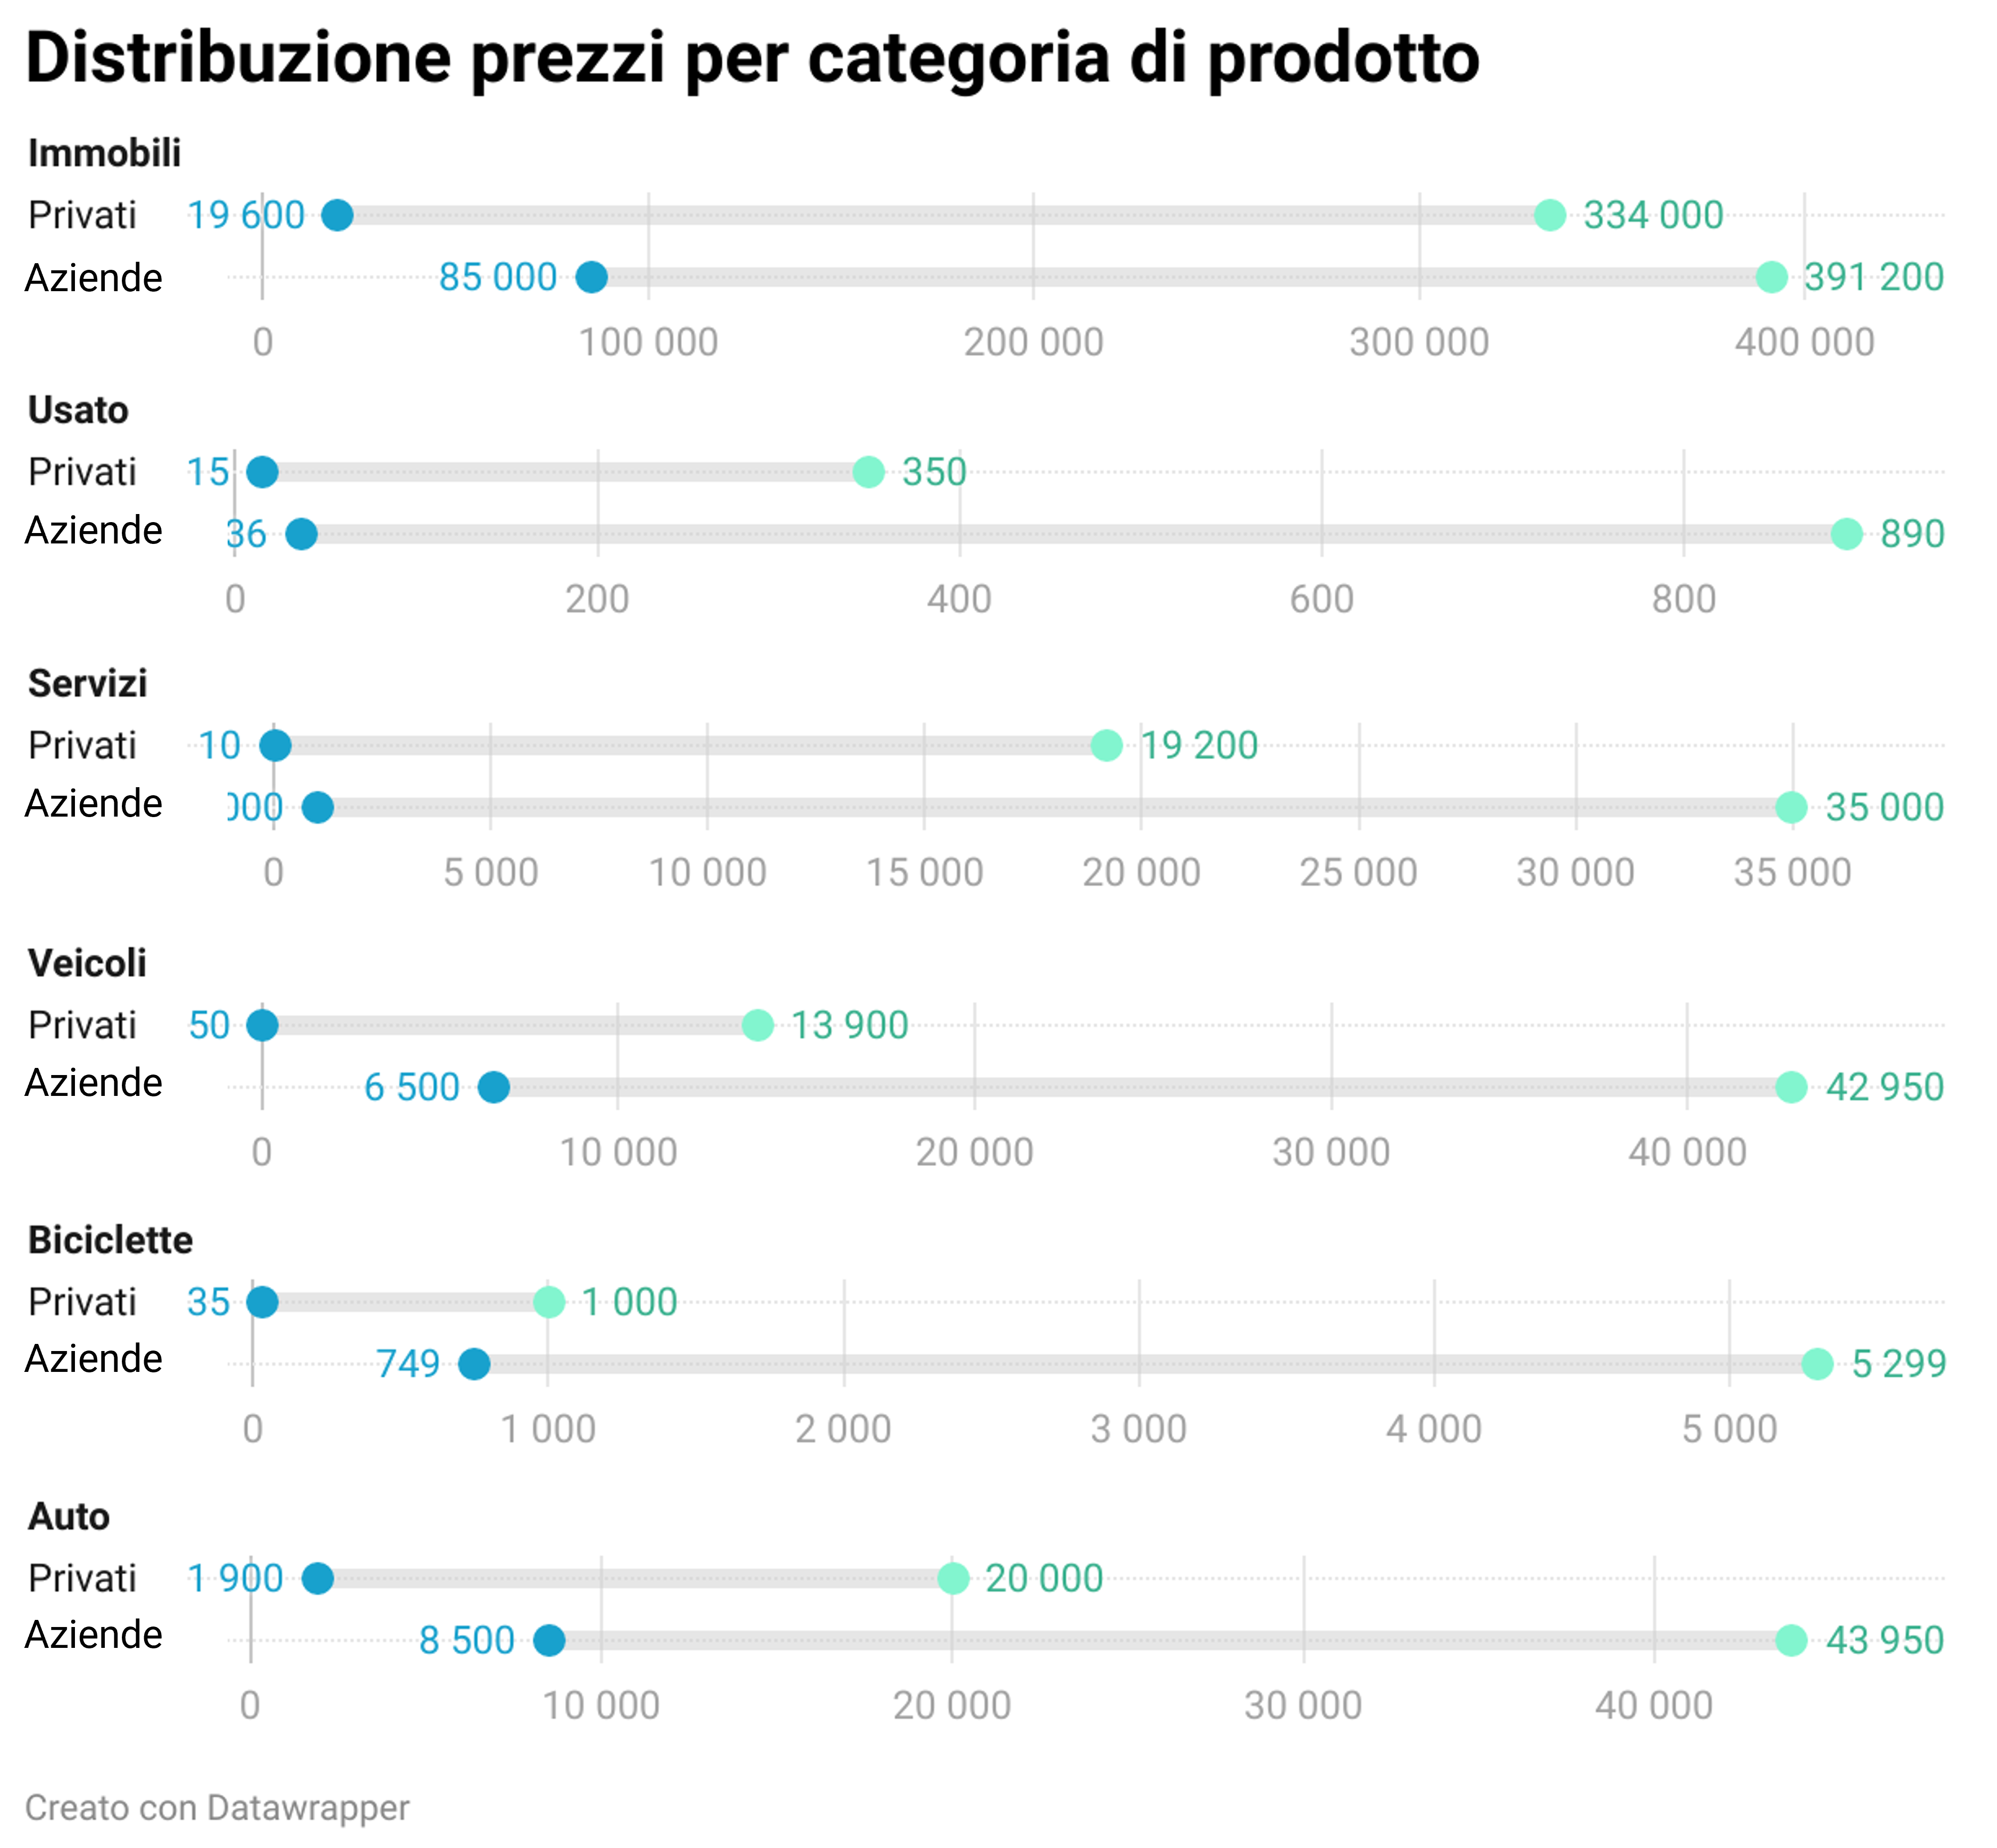 Distribuzione prezzi per categoria di prodotto
Immobili
Privati 19 600 334 000
Aziende 85 000 391 200
0 100 000 200 000 300 000 400 000
Usato
Privati 15 350
Aziende 36 890
0 200 400 600 800
Servizi
Privati 10 19 200
Aziende 000 35 000
0 5 000 10 000 15 000 20 000 25 000 30 000 35 000
Veicoli
Privati 50 13 900
Aziende 6 500 42 950
0 10 000 20 000 30 000 40 000
Biciclette
Privati 35 1 000
Aziende 749 5 299
0 1 000 2 000 3 000 4 000 5 000
Auto
Privati 1 900 20 000
Aziende 8 500 43 950
0 10 000 20 000 30 000 40 000
Creato con Datawrapper